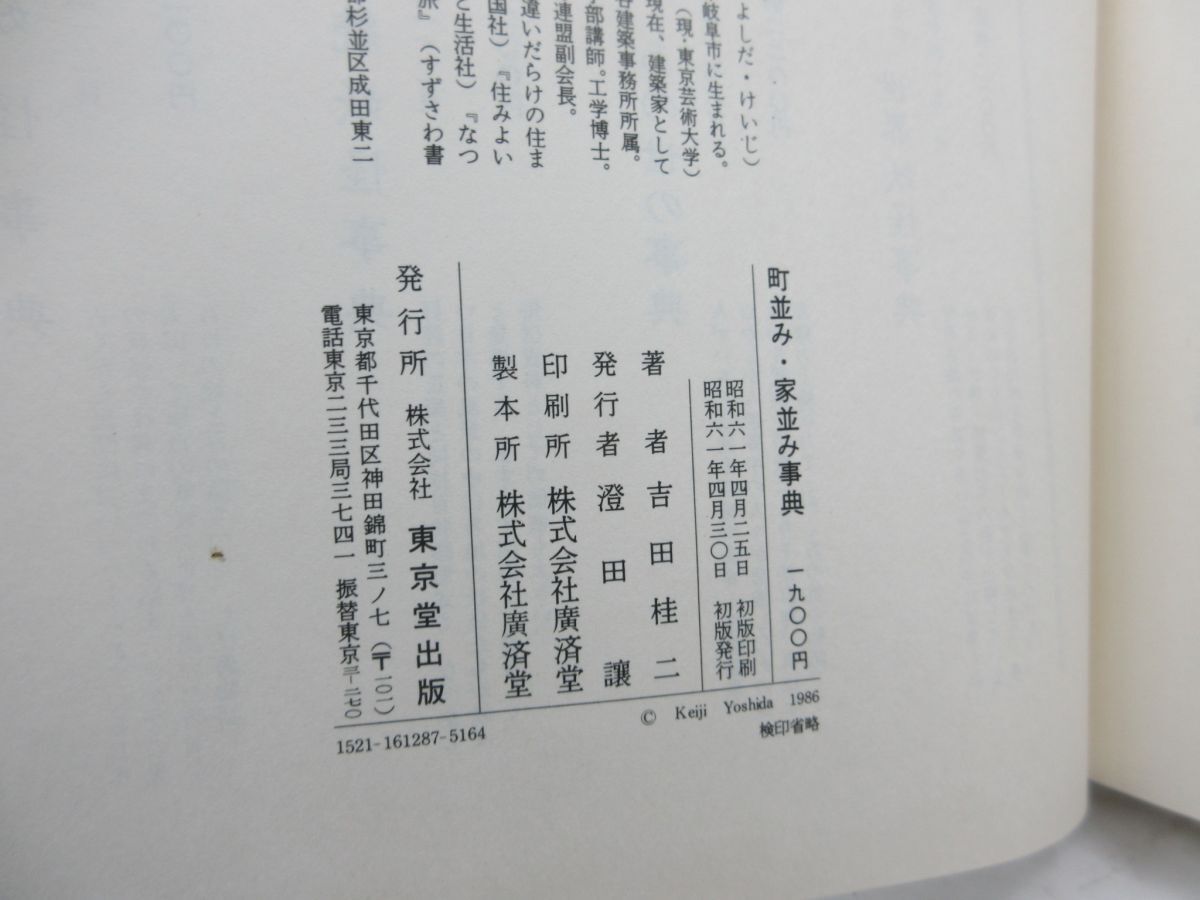 よしだ・けいじ）
岐阜市に生まれる。
（現・東京芸術大学）
現在、建築家として
谷建築事務所所属。
部講師。工学博士。
連盟副会長。
違いだらけの住ま
国社）『住みよい
と生活社）『なつ
旅』（すずさわ書
都杉並区成田東二
町並み・家並み事典　一九〇〇円
昭和六一年四月二五日　初版印刷
昭和六一年四月三〇日　初版発行
著者　吉田桂二
発行者　澄田譲
印刷所　株式会社廣済堂
製本所　株式会社廣済堂
発行所　株式会社　東京堂出版
東京都千代田区神田錦町三ノ七（〒一〇一）
電話東京二三三局三七四一　振替東京三－二七〇
© Keiji Yoshida 1986
検印省略
1521-161287-5164